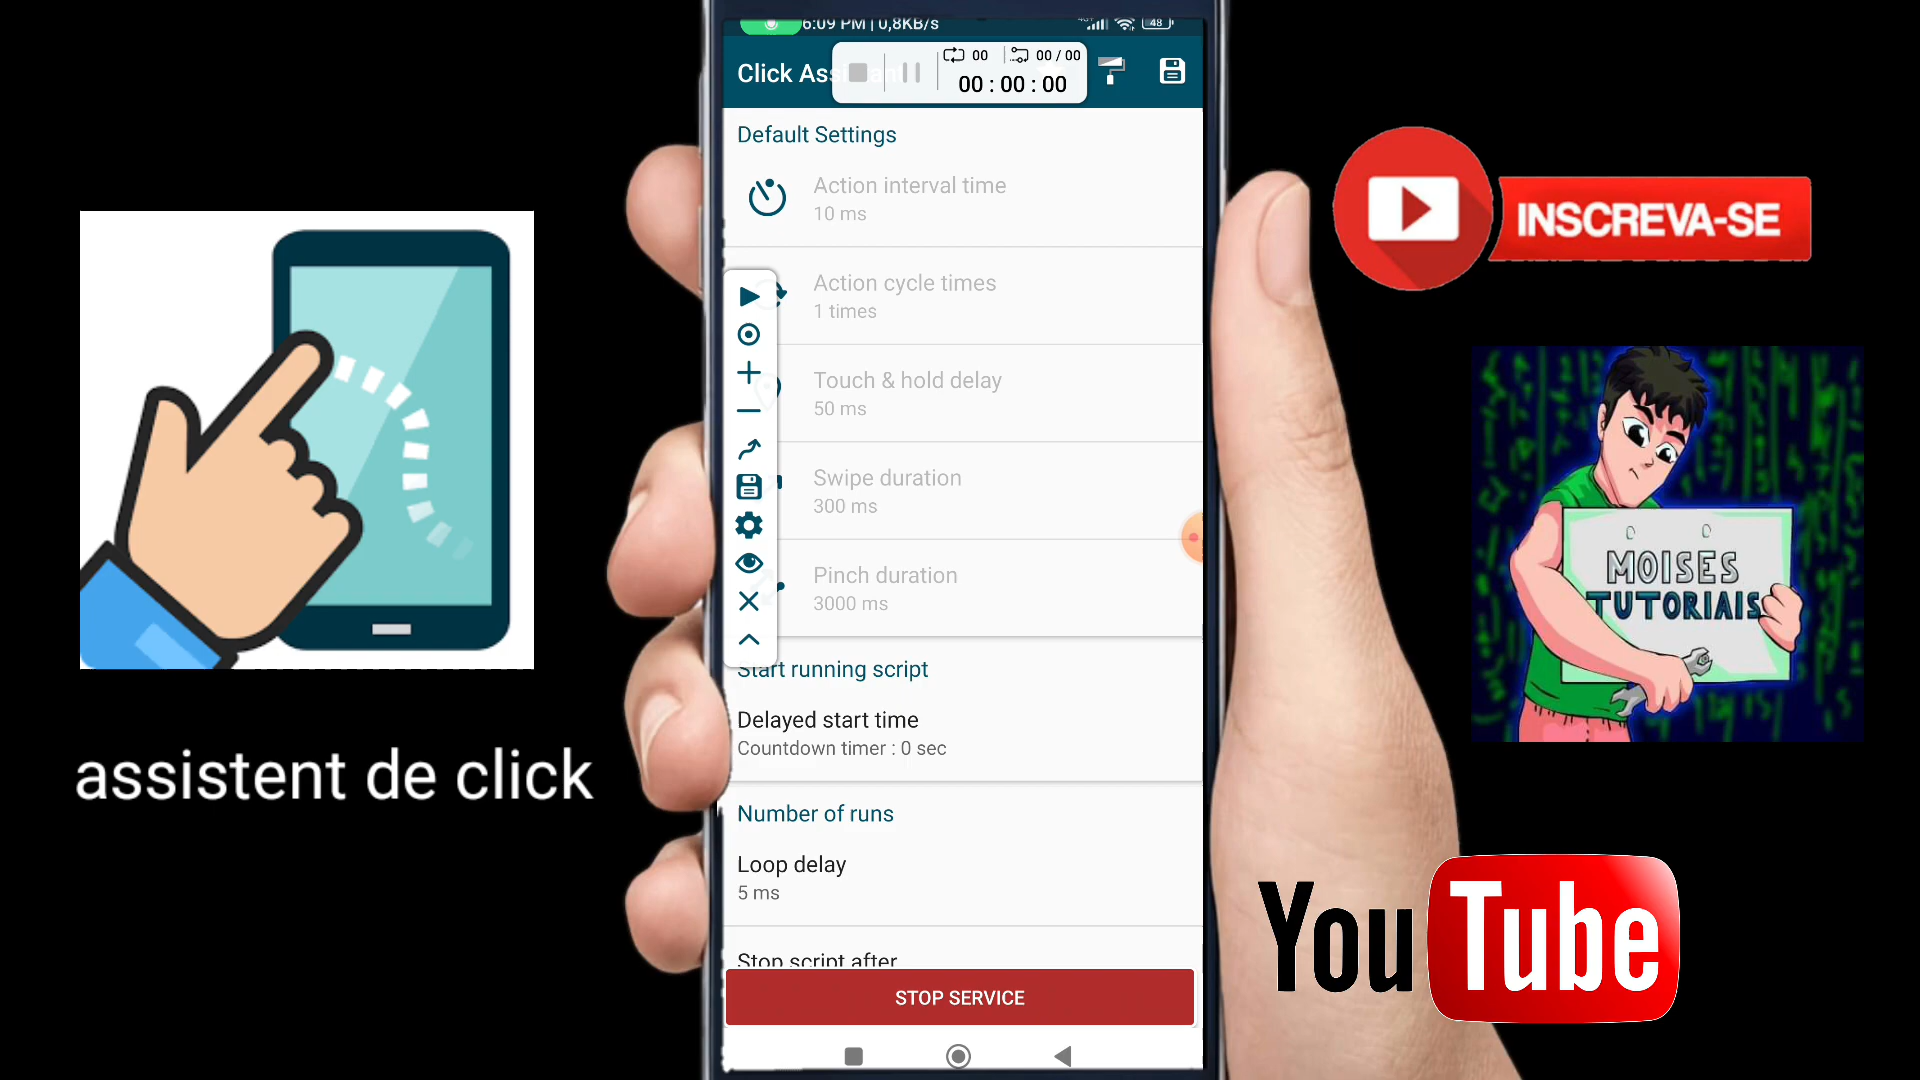 6:09 PM | 0,8KB/s
48
Click Ass
00
00 / 00
00 : 00 : 00
Default Settings
Action interval time
10 ms
Action cycle times
1 times
Touch & hold delay
50 ms
Swipe duration
300 ms
Pinch duration
3000 ms
Start running script
Delayed start time
Countdown timer : 0 sec
Number of runs
Loop delay
5 ms
Stop script after
STOP SERVICE
assistent de click
INSCREVA-SE
MOISES
TUTORIAIS
YouTube